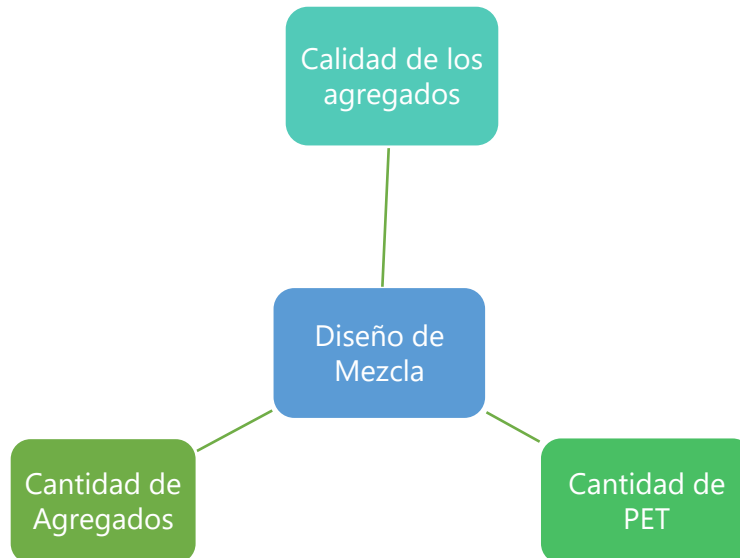 Calidad de los
agregados
Diseño de
Mezcla
Cantidad de
Agregados
Cantidad de
PET